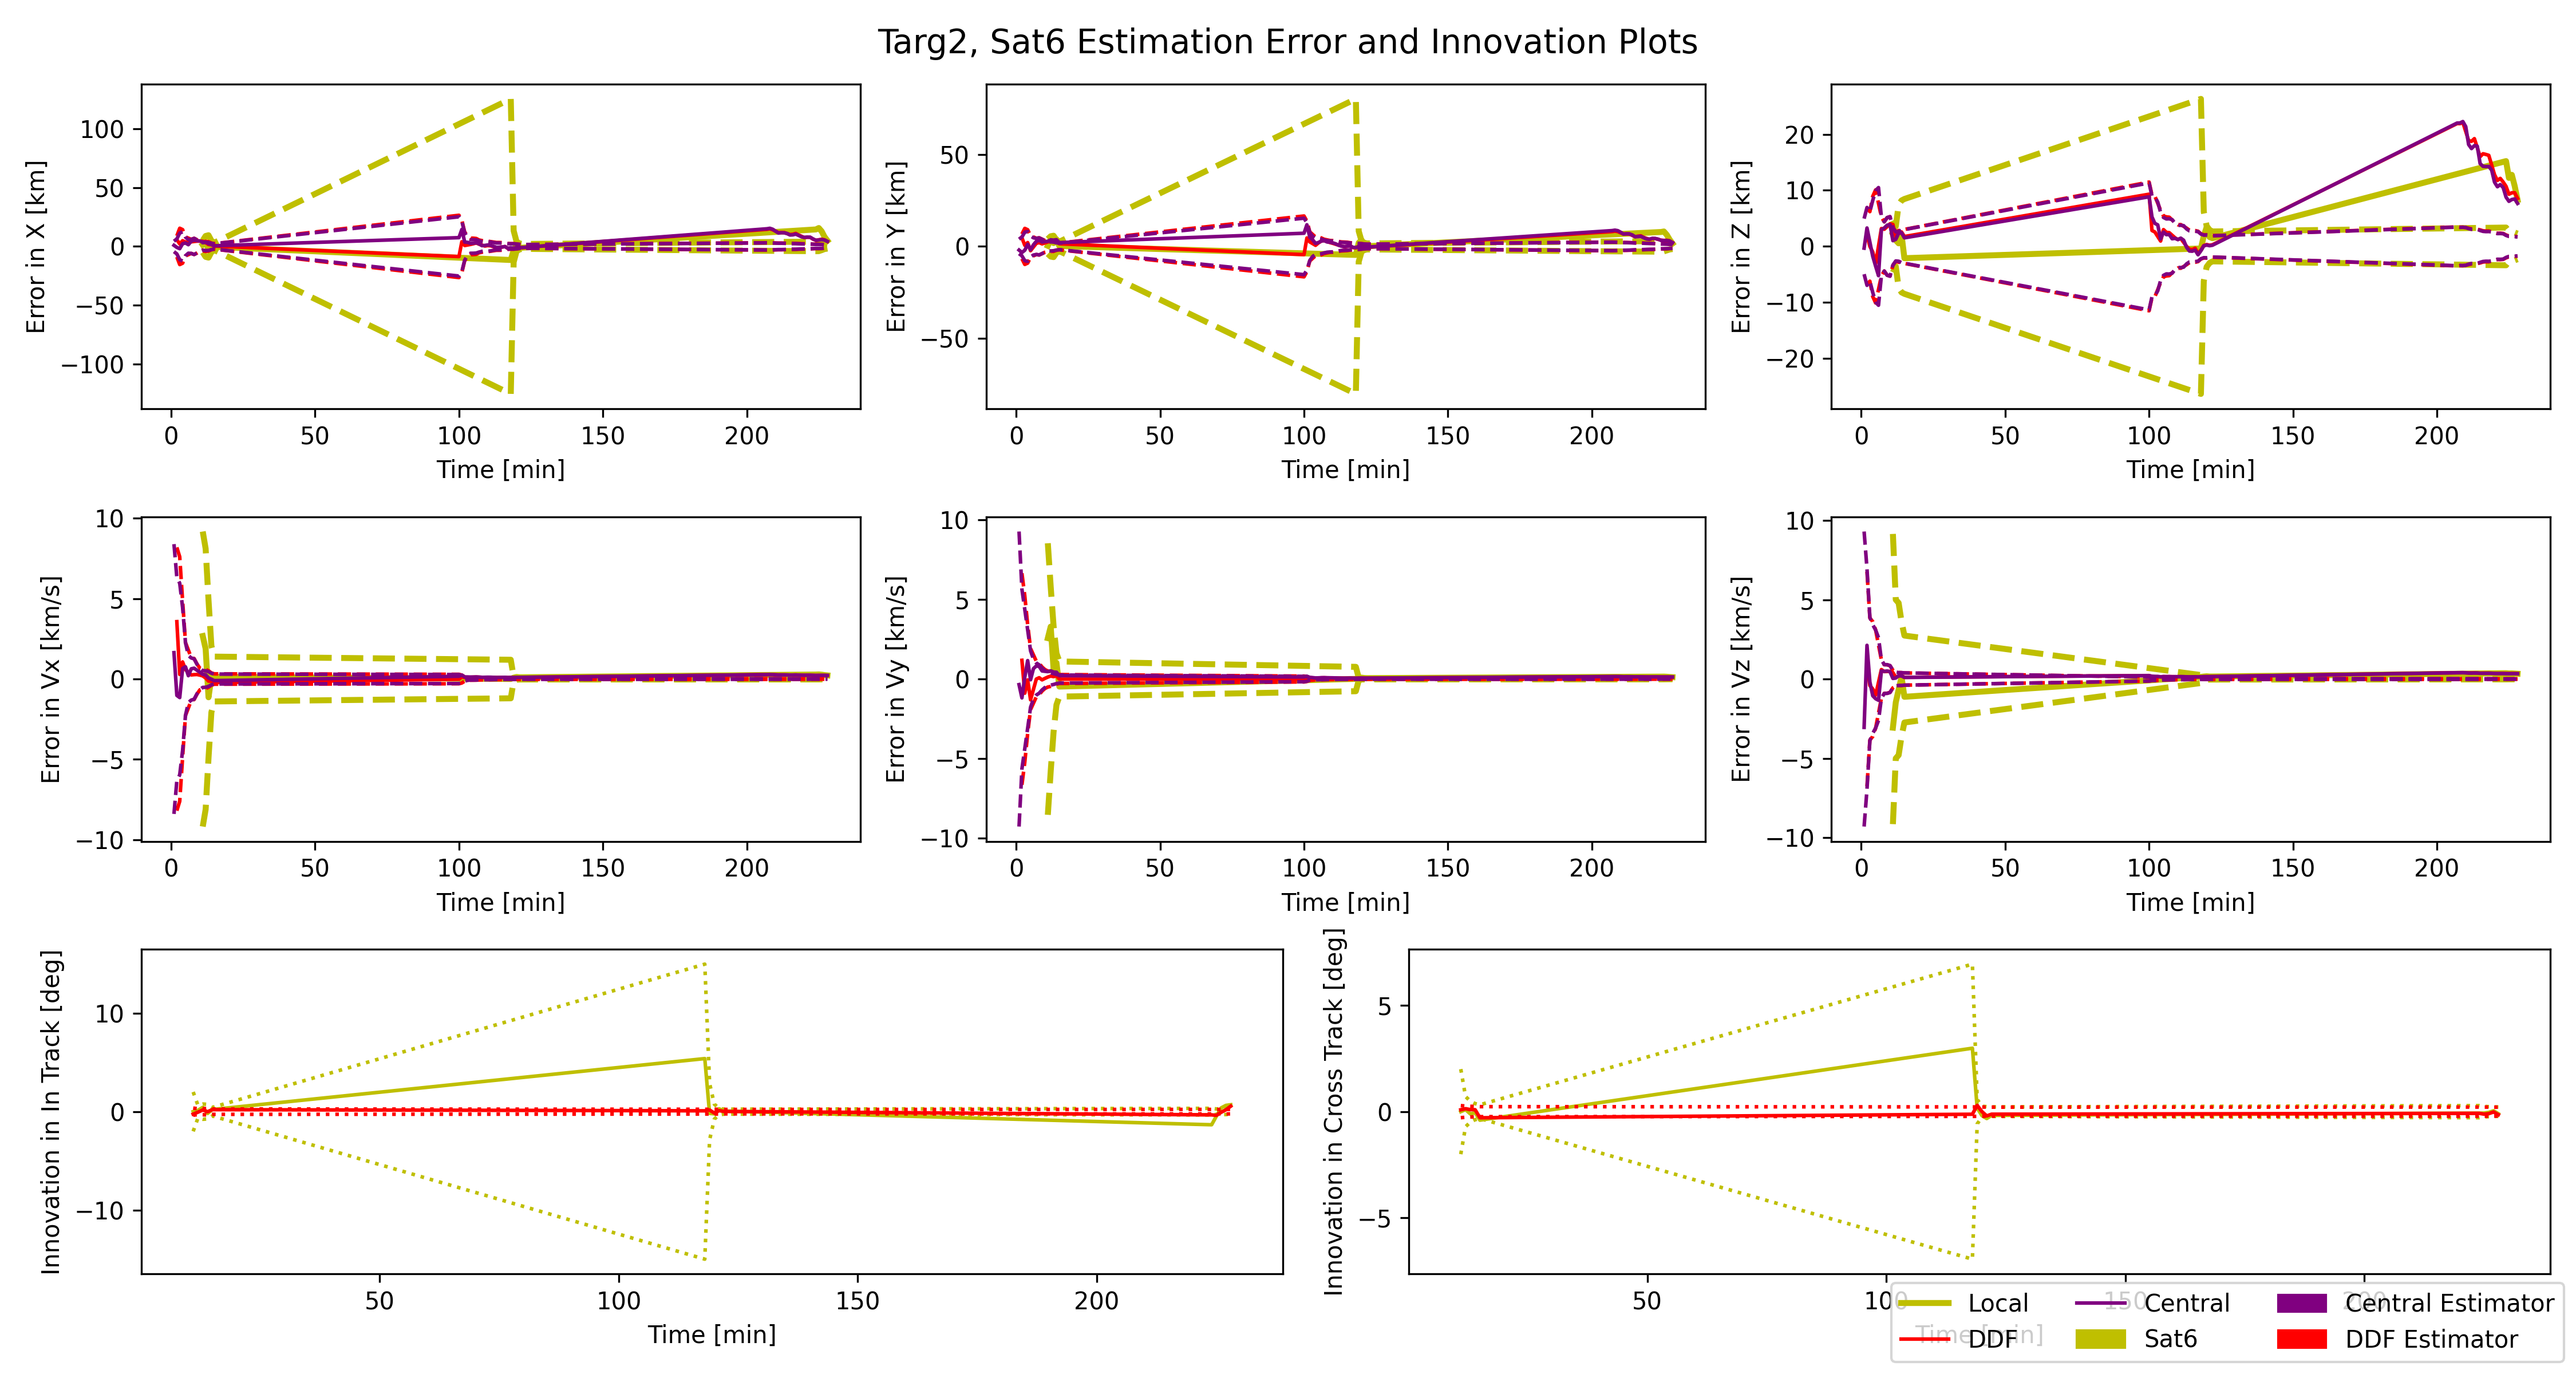 Targ2, Sat6 Estimation Error and Innovation Plots
Error in X [km]
100
50
0
−50
−100
0 50 100 150 200
Time [min]
Error in Y [km]
50
0
−50
0 50 100 150 200
Time [min]
Error in Z [km]
20
10
0
−10
−20
0 50 100 150 200
Time [min]
Error in Vx [km/s]
10
5
0
−5
−10
0 50 100 150 200
Time [min]
Error in Vy [km/s]
10
5
0
−5
−10
0 50 100 150 200
Time [min]
Error in Vz [km/s]
10
5
0
−5
−10
0 50 100 150 200
Time [min]
Innovation in In Track [deg]
10
0
−10
50 100 150 200
Time [min]
Innovation in Cross Track [deg]
5
0
−5
50 100 150 200
Time [min]
Local
DDF
Central
Sat6
Central Estimator
DDF Estimator